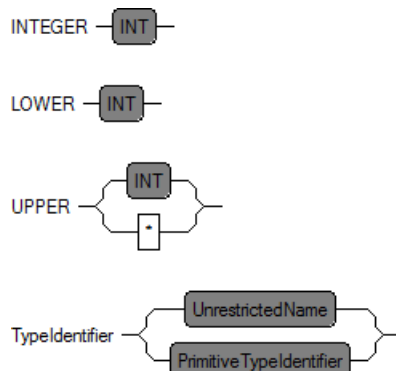 INTEGER INT
LOWER INT
INT
UPPER
*
UnrestrictedName
TypeIdentifier
PrimitiveTypeIdentifier